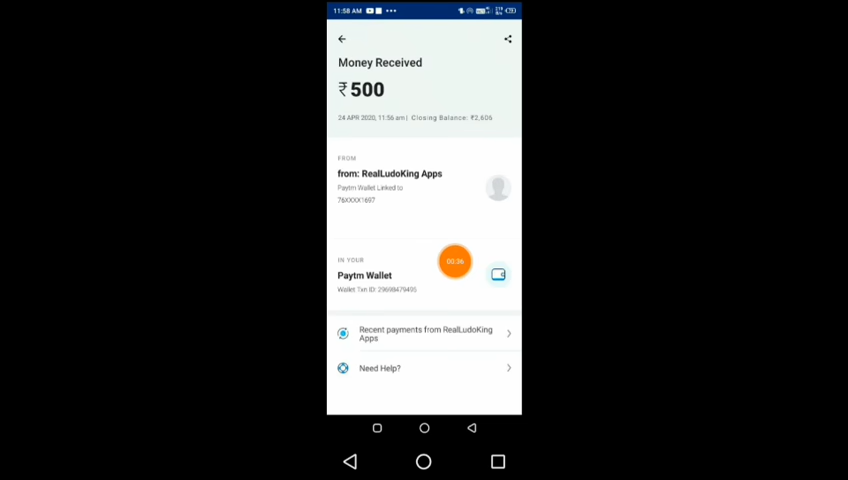 11:58 AM
Money Received
₹500
24 APR 2020, 11:56 am | Closing Balance: ₹2,606
FROM
from: RealLudoKing Apps
Paytm Wallet Linked to
76XXXX1697
00:36
IN YOUR
Paytm Wallet
Wallet Txn ID: 29698479495
Recent payments from RealLudoKing
Apps
Need Help?